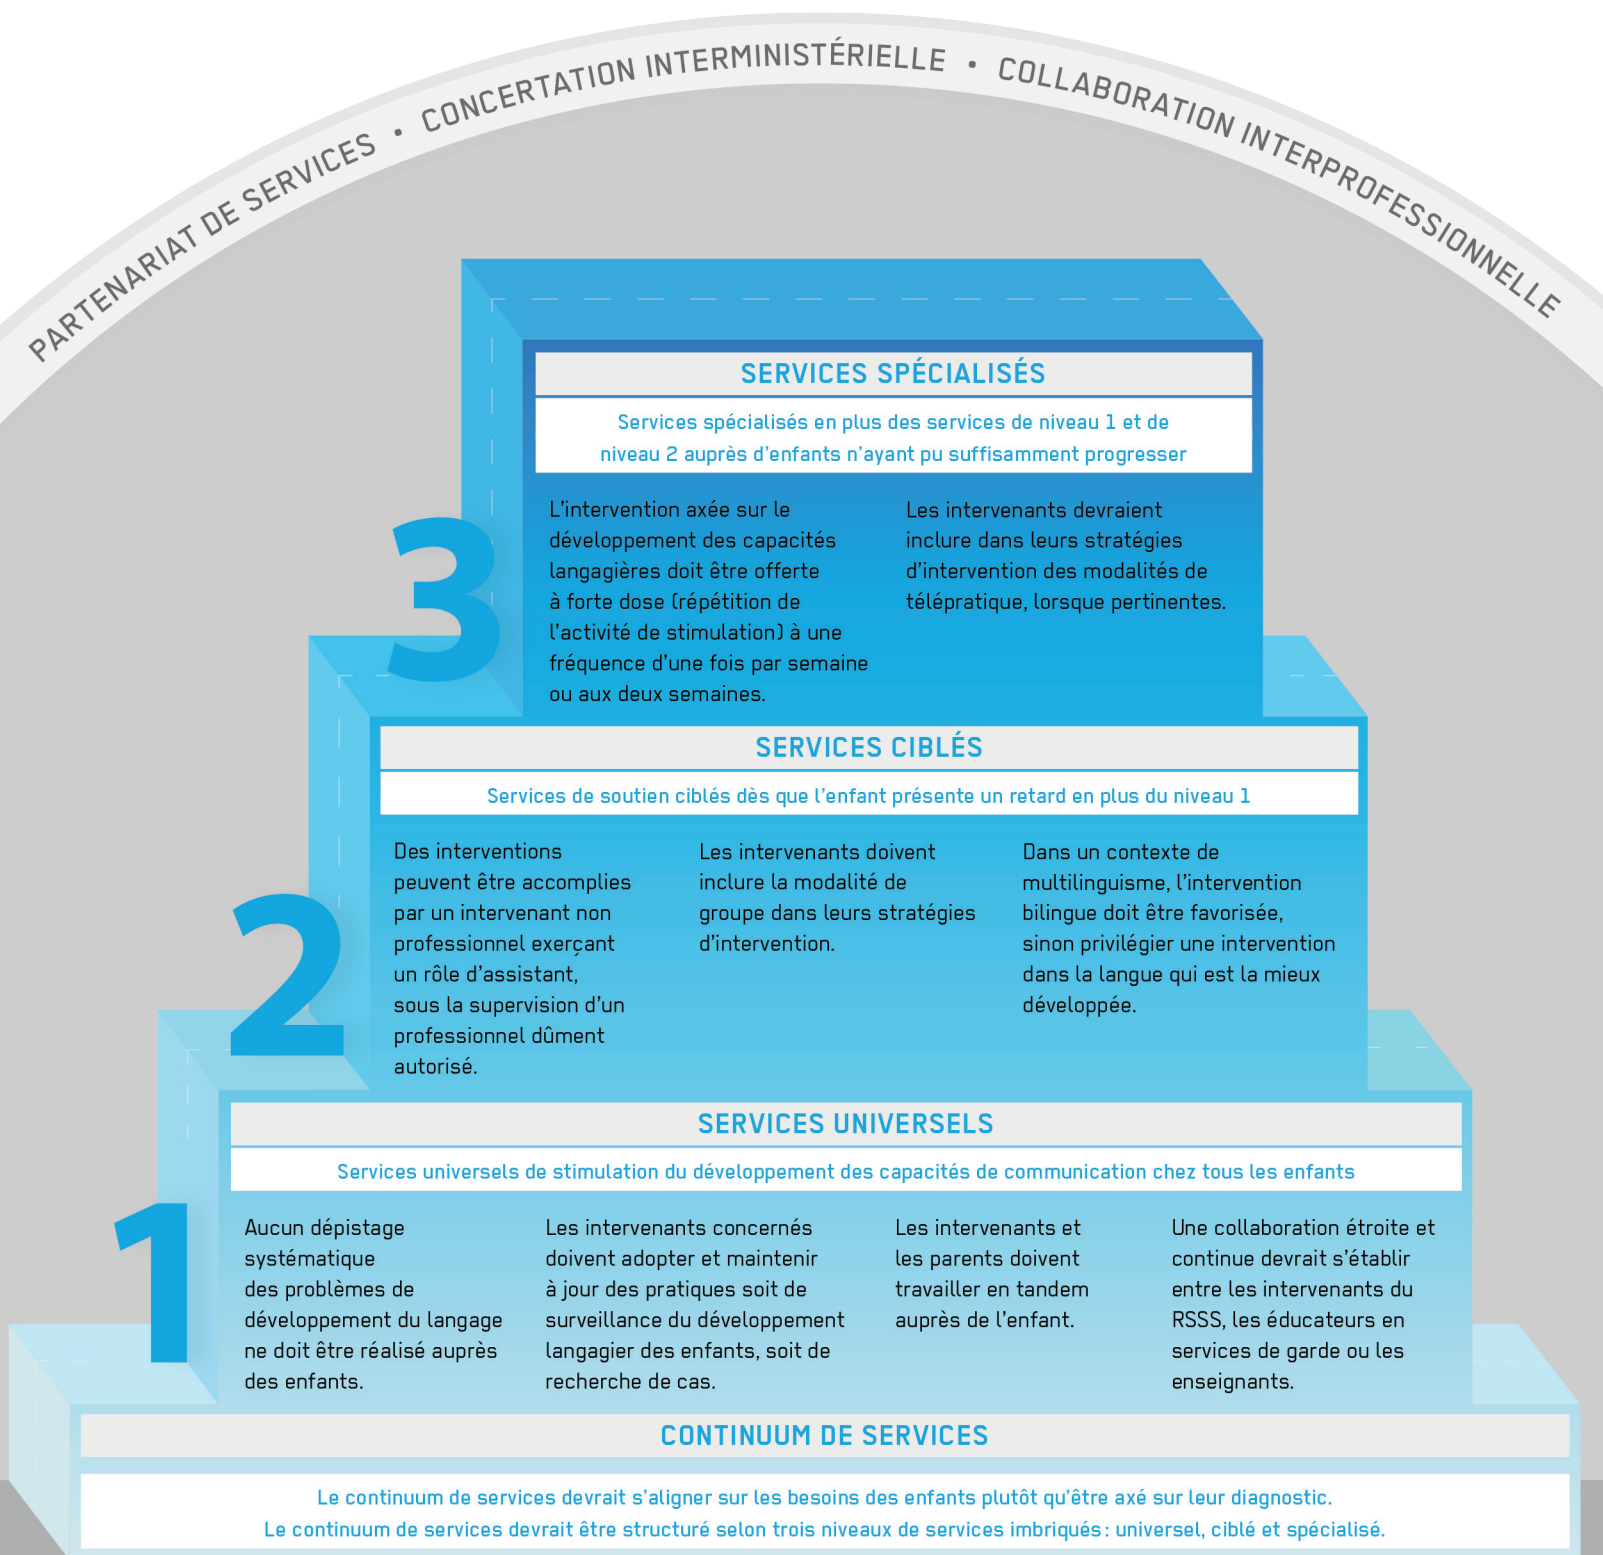 PARTENARIAT DE SERVICES • CONCERTATION INTERMINISTÉRIELLE • COLLABORATION INTERPROFESSIONNELLE
SERVICES SPÉCIALISÉS
Services spécialisés en plus des services de niveau 1 et de
niveau 2 auprès d'enfants n'ayant pu suffisamment progresser
3
L'intervention axée sur le
développement des capacités
langagières doit être offerte
à forte dose (répétition de
l'activité de stimulation) à une
fréquence d'une fois par semaine
ou aux deux semaines.
Les intervenants devraient
inclure dans leurs stratégies
d'intervention des modalités de
télépratique, lorsque pertinentes.
SERVICES CIBLÉS
Services de soutien ciblés dès que l'enfant présente un retard en plus du niveau 1
2
Des interventions
peuvent être accomplies
par un intervenant non
professionnel exerçant
un rôle d'assistant,
sous la supervision d'un
professionnel dûment
autorisé.
Les intervenants doivent
inclure la modalité de
groupe dans leurs stratégies
d'intervention.
Dans un contexte de
multilinguisme, l'intervention
bilingue doit être favorisée,
sinon privilégier une intervention
dans la langue qui est la mieux
développée.
SERVICES UNIVERSELS
Services universels de stimulation du développement des capacités de communication chez tous les enfants
1
Aucun dépistage
systématique
des problèmes de
développement du langage
ne doit être réalisé auprès
des enfants.
Les intervenants concernés
doivent adopter et maintenir
à jour des pratiques soit de
surveillance du développement
langagier des enfants, soit de
recherche de cas.
Les intervenants et
les parents doivent
travailler en tandem
auprès de l'enfant.
Une collaboration étroite et
continue devrait s'établir
entre les intervenants du
RSSS, les éducateurs en
services de garde ou les
enseignants.
CONTINUUM DE SERVICES
Le continuum de services devrait s'aligner sur les besoins des enfants plutôt qu'être axé sur leur diagnostic.
Le continuum de services devrait être structuré selon trois niveaux de services imbriqués : universel, ciblé et spécialisé.